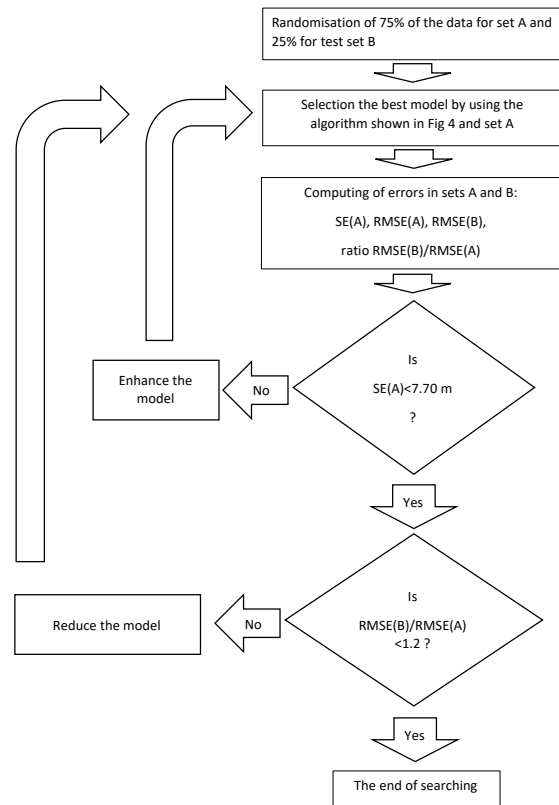 Randomisation of 75% of the data for set A and
25% for test set B
Selection the best model by using the
algorithm shown in Fig 4 and set A
Computing of errors in sets A and B:
SE(A), RMSE(A), RMSE(B),
ratio RMSE(B)/RMSE(A)
Is
SE(A)<7.70 m
?
No
Enhance the
model
Yes
Is
RMSE(B)/RMSE(A)
<1.2 ?
No
Reduce the model
Yes
The end of searching